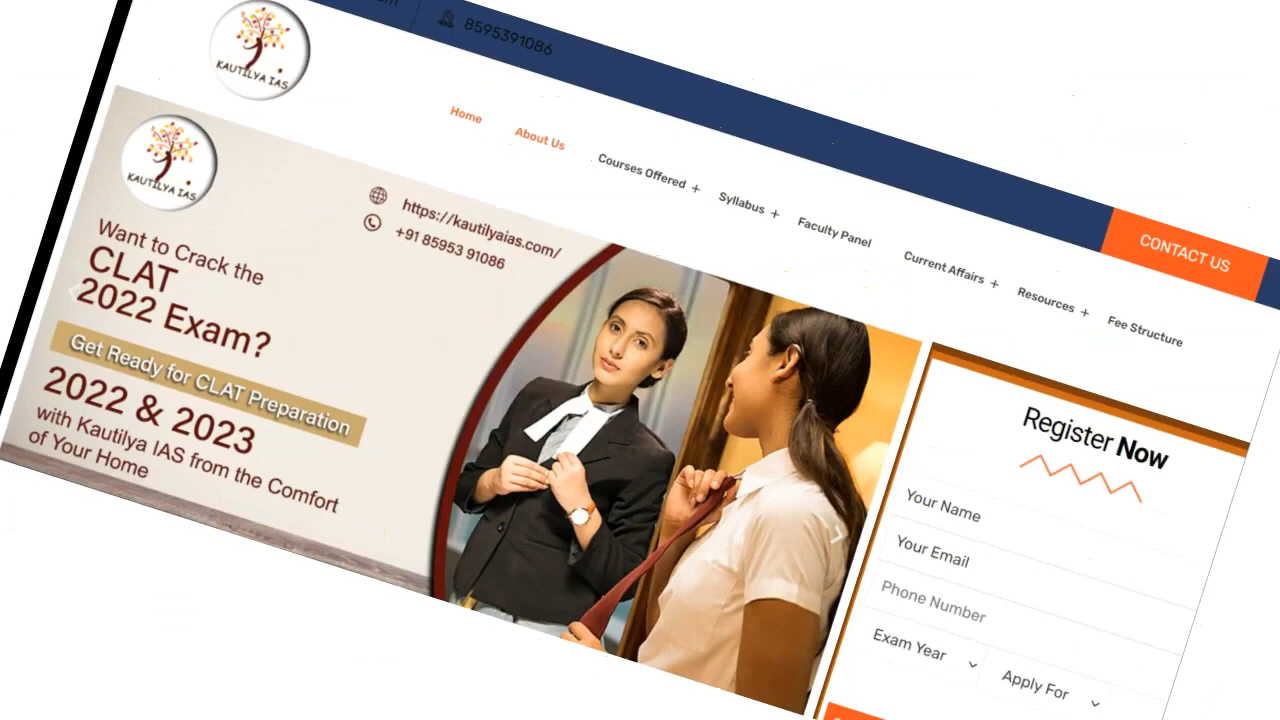 8595391086
KAUTILYA IAS
Home
About Us
Courses Offered +
Syllabus +
Faculty Panel
Current Affairs +
Resources +
Fee Structure
CONTACT US
KAUTILYA IAS
https://kautilyaias.com/
+91 85953 91086
Want to Crack the
CLAT
2022 Exam?
Get Ready for CLAT Preparation
2022 & 2023
with Kautilya IAS from the Comfort
of Your Home
Register Now
Your Name
Your Email
Phone Number
Exam Year
Apply For